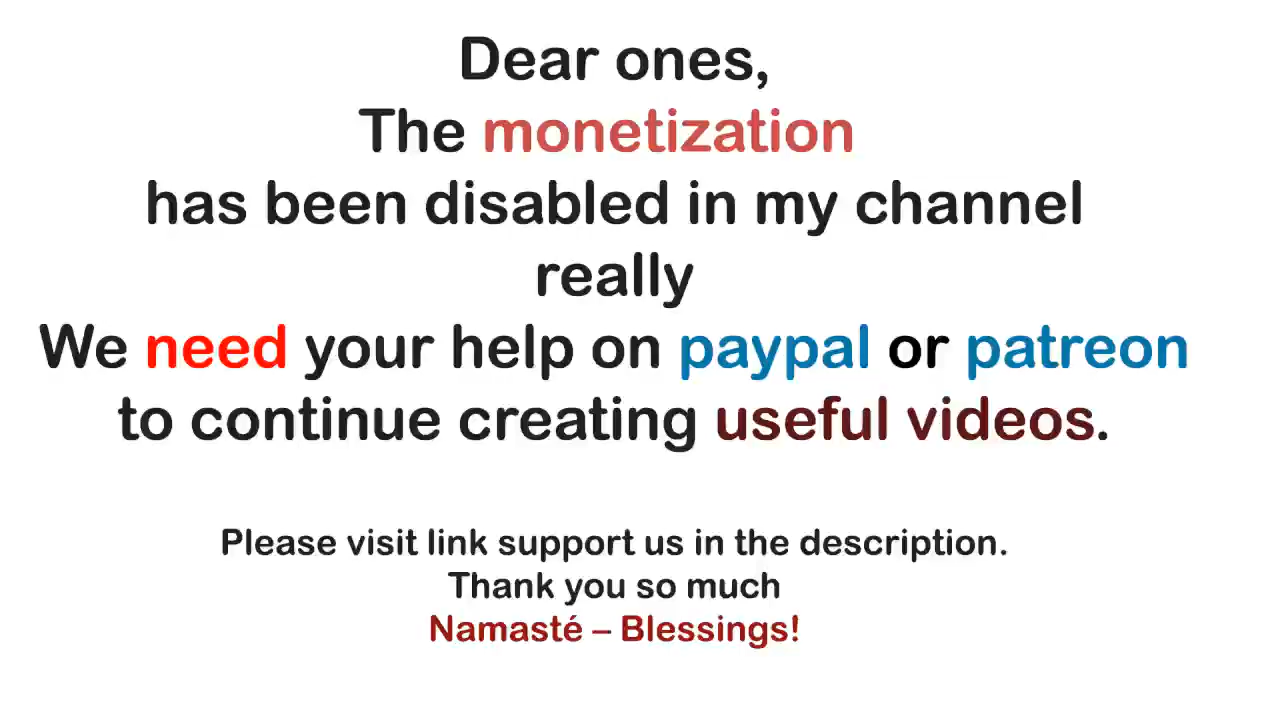 Dear ones,
The monetization
has been disabled in my channel
really
We need your help on paypal or patreon
to continue creating useful videos.
Please visit link support us in the description.
Thank you so much
Namasté – Blessings!